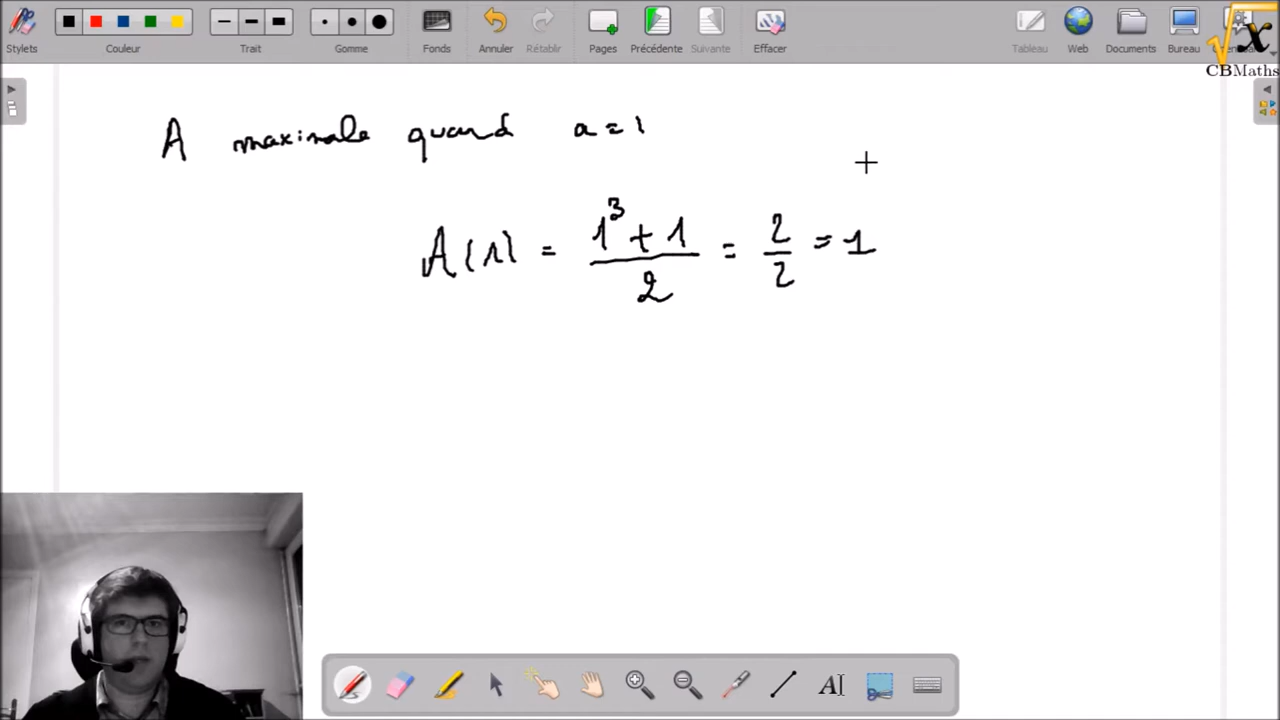 Stylets Couleur Trait Gomme Fonds Annuler Rétablir Pages Précédente Suivante Effacer Tableau Web Documents Bureau
√x
CBMaths
A maximale quand a = 1
A(1) = (1³ + 1)/2 = 2/2 = 1
AI